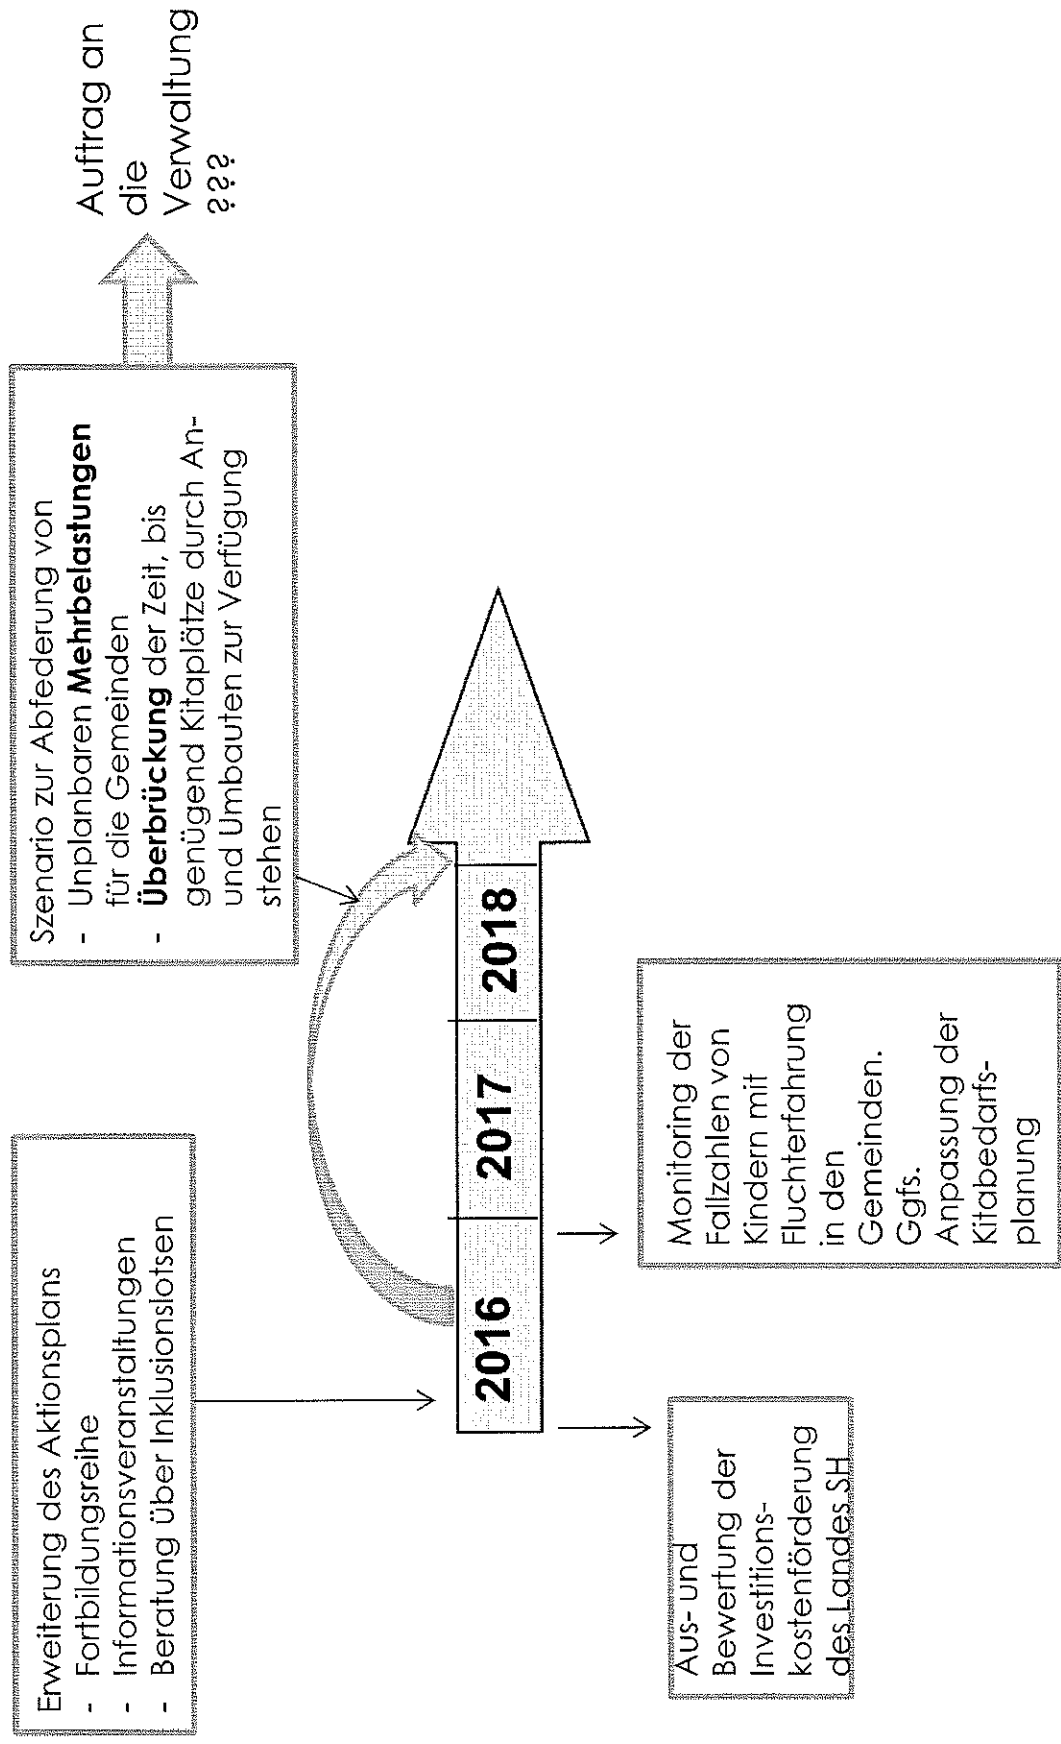 Erweiterung des Aktionsplans
- Fortbildungsreihe
- Informationsveranstaltungen
- Beratung über Inklusionslotsen
Szenario zur Abfederung von
- Unplanbaren Mehrbelastungen
für die Gemeinden
- Überbrückung der Zeit, bis
genügend Kitaplätze durch An-
und Umbauten zur Verfügung
stehen
Auftrag an
die
Verwaltung
???
2016
2017
2018
Aus- und
Bewertung der
Investitions-
kostenförderung
des Landes SH
Monitoring der
Fallzahlen von
Kindern mit
Fluchterfahrung
in den
Gemeinden.
Ggfs.
Anpassung der
Kitabedarfs-
planung